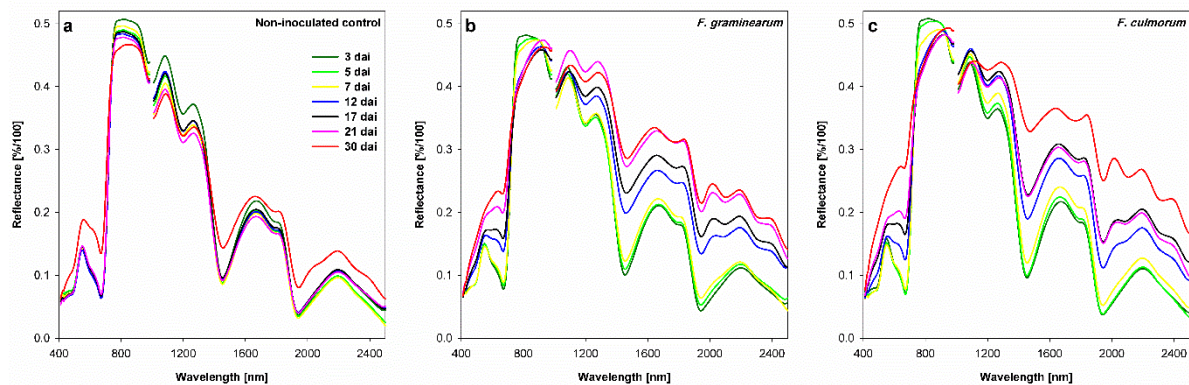 a
Non-inoculated control
3 dai
5 dai
7 dai
12 dai
17 dai
21 dai
30 dai
Reflectance [%/100]
0.5
0.4
0.3
0.2
0.1
0.0
400 800 1200 1600 2000 2400
Wavelength [nm]
b
F. graminearum
Reflectance [%/100]
0.5
0.4
0.3
0.2
0.1
0.0
400 800 1200 1600 2000 2400
Wavelength [nm]
c
F. culmorum
Reflectance [%/100]
0.5
0.4
0.3
0.2
0.1
0.0
400 800 1200 1600 2000 2400
Wavelength [nm]